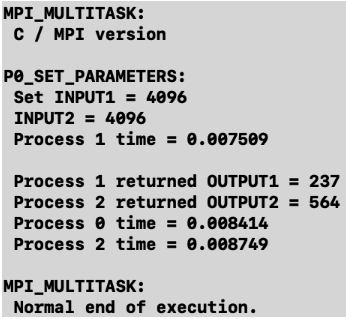 MPI_MULTITASK:
C / MPI version
P0_SET_PARAMETERS:
Set INPUT1 = 4096
INPUT2 = 4096
Process 1 time = 0.007509
Process 1 returned OUTPUT1 = 237
Process 2 returned OUTPUT2 = 564
Process 0 time = 0.008414
Process 2 time = 0.008749
MPI_MULTITASK:
Normal end of execution.